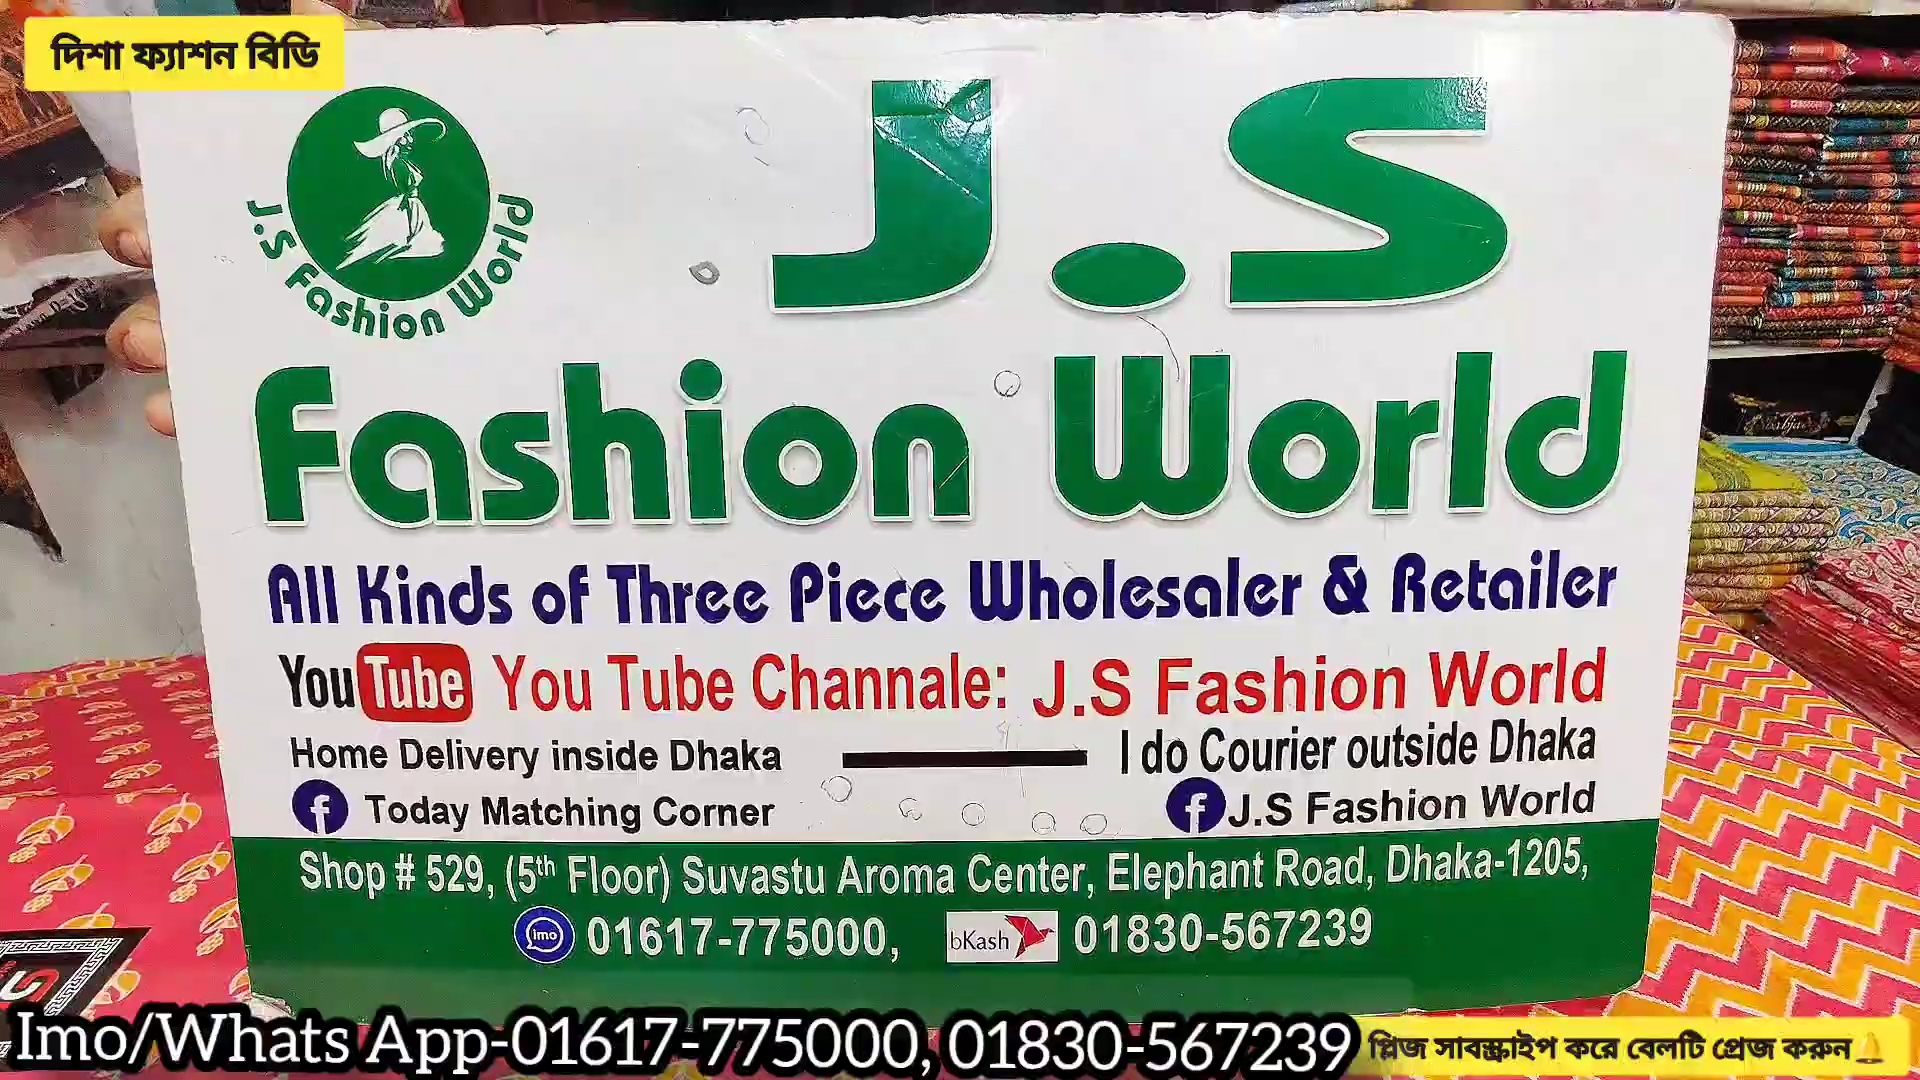 দিশা ফ্যাশন বিডি
J.S Fashion World
J.S
Fashion World
All Kinds of Three Piece Wholesaler & Retailer
YouTube You Tube Channale: J.S Fashion World
Home Delivery inside Dhaka I do Courier outside Dhaka
f Today Matching Corner f J.S Fashion World
Shop # 529, (5th Floor) Suvastu Aroma Center, Elephant Road, Dhaka-1205,
imo 01617-775000, bKash 01830-567239
Imo/Whats App-01617-775000, 01830-567239
প্লিজ সাবস্ক্রাইপ করে বেলটি প্রেজ করুন